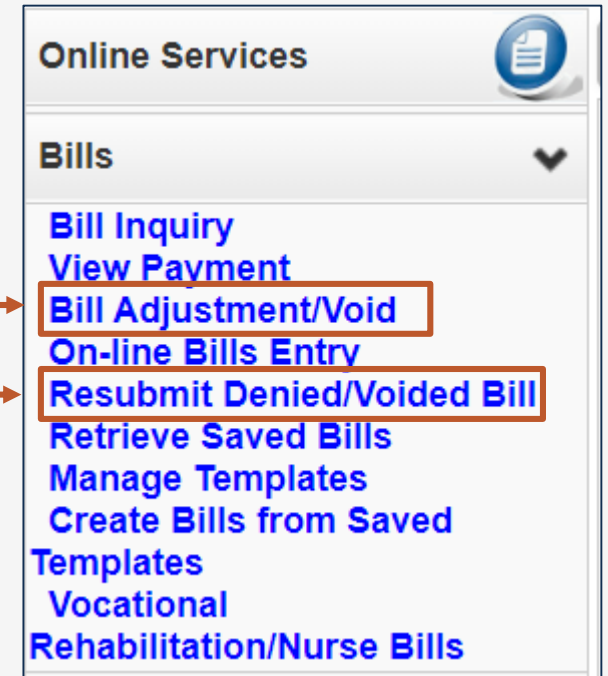 Online Services
Bills
Bill Inquiry
View Payment
Bill Adjustment/Void
On-line Bills Entry
Resubmit Denied/Voided Bill
Retrieve Saved Bills
Manage Templates
Create Bills from Saved
Templates
Vocational
Rehabilitation/Nurse Bills